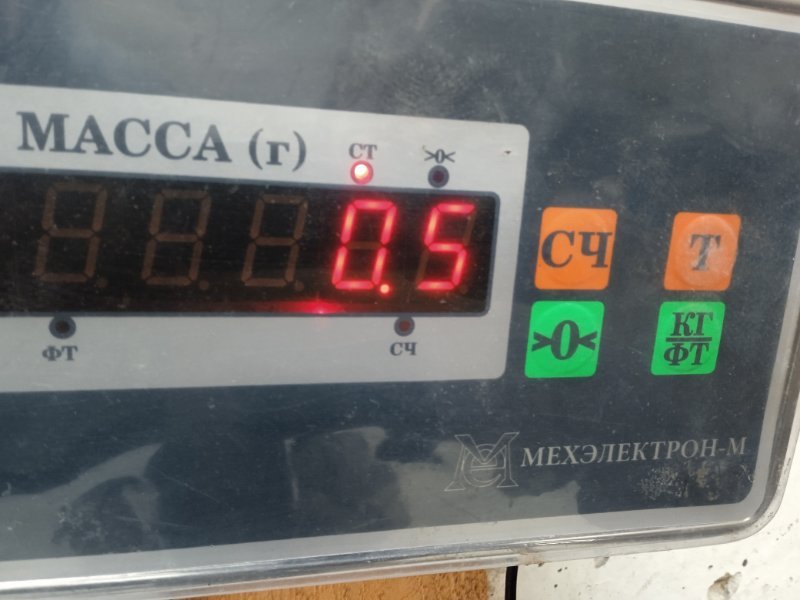 МАССА (г)
СТ
>0<
0.5
ФТ
СЧ
СЧ
Т
>0<
КГ
ФТ
МЕХЭЛЕКТРОН-М